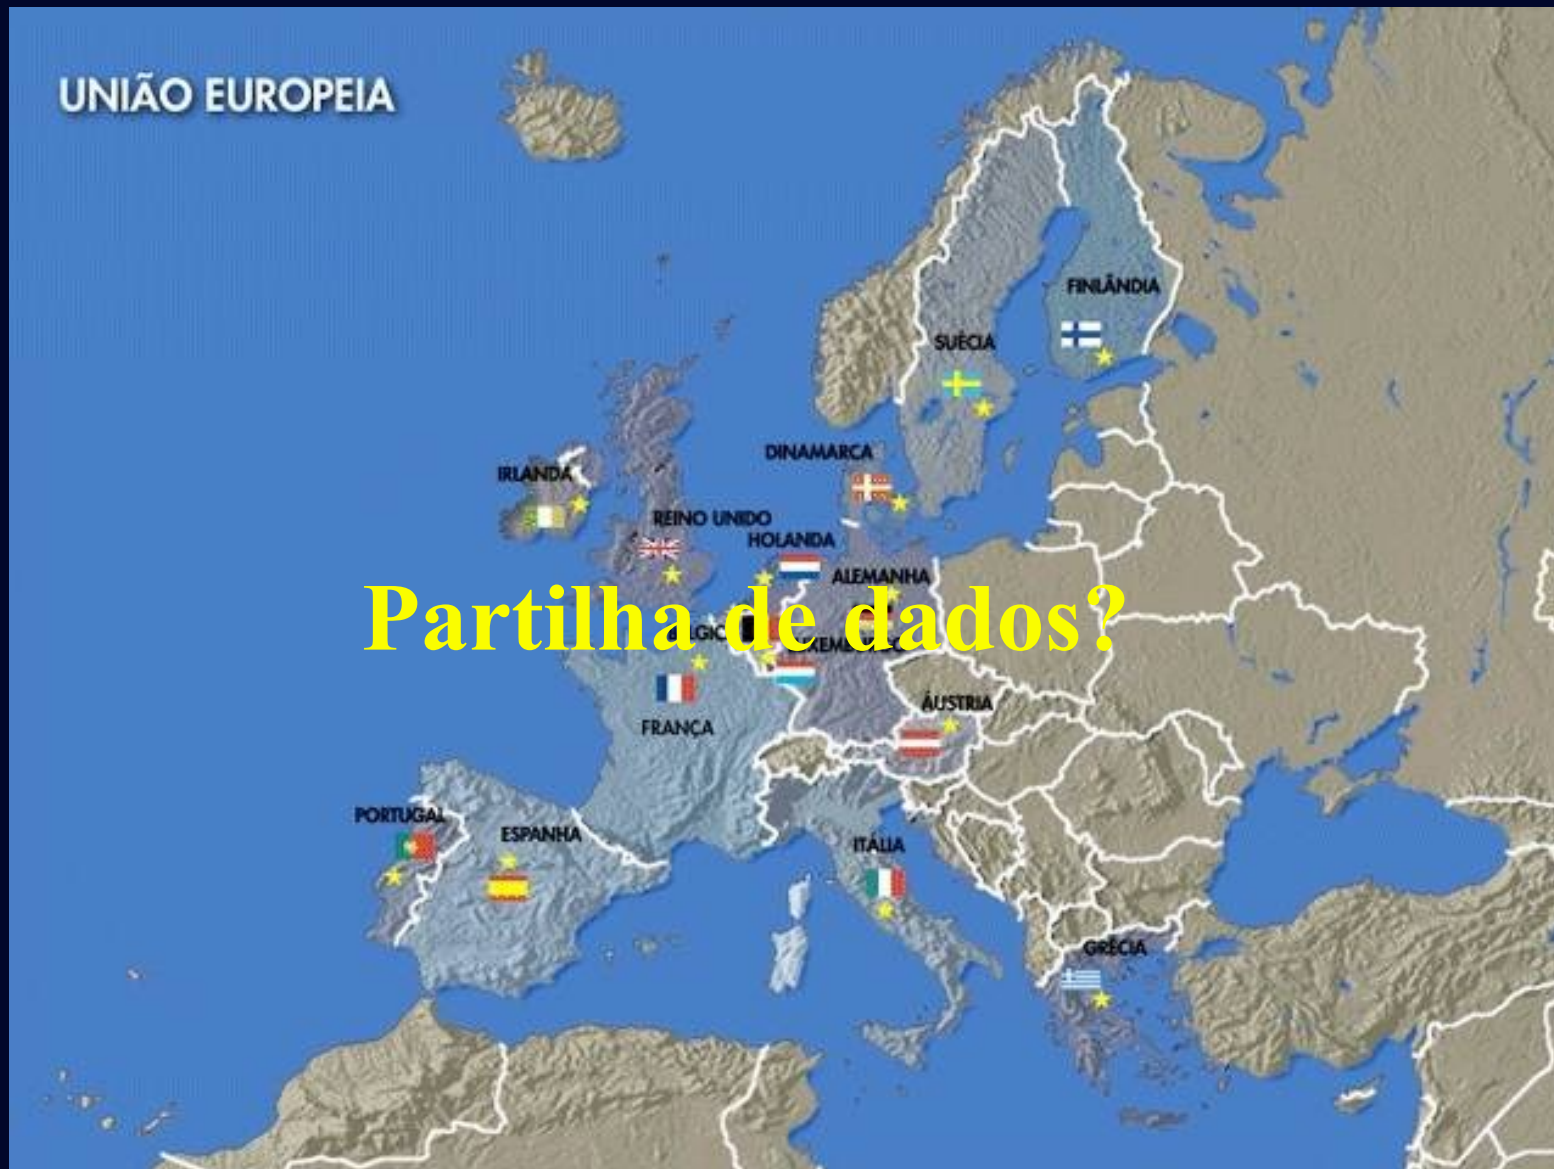 UNIÃO EUROPEIA
FINLÂNDIA
SUÉCIA
DINAMARCA
IRLANDA
REINO UNIDO
HOLANDA
ALEMANHA
Partilha de dados?
ÁUSTRIA
FRANÇA
PORTUGAL
ESPANHA
ITÁLIA
GRÉCIA